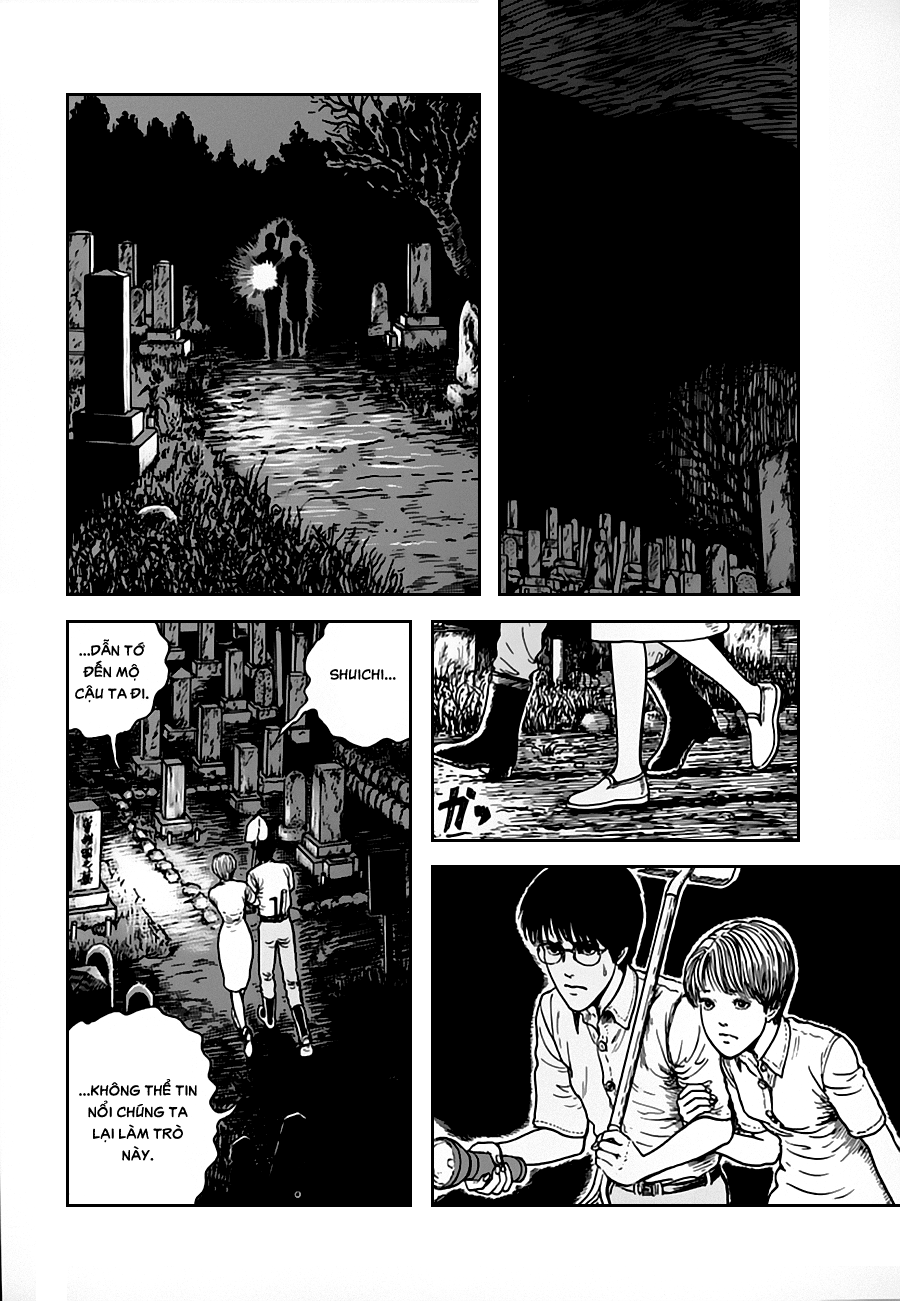 ガッ
SHUICHI...
...DẪN TỚ
ĐẾN MỘ
CẬU TA ĐI.
...KHÔNG THỂ TIN
NỔI CHÚNG TA
LẠI LÀM TRÒ
NÀY.